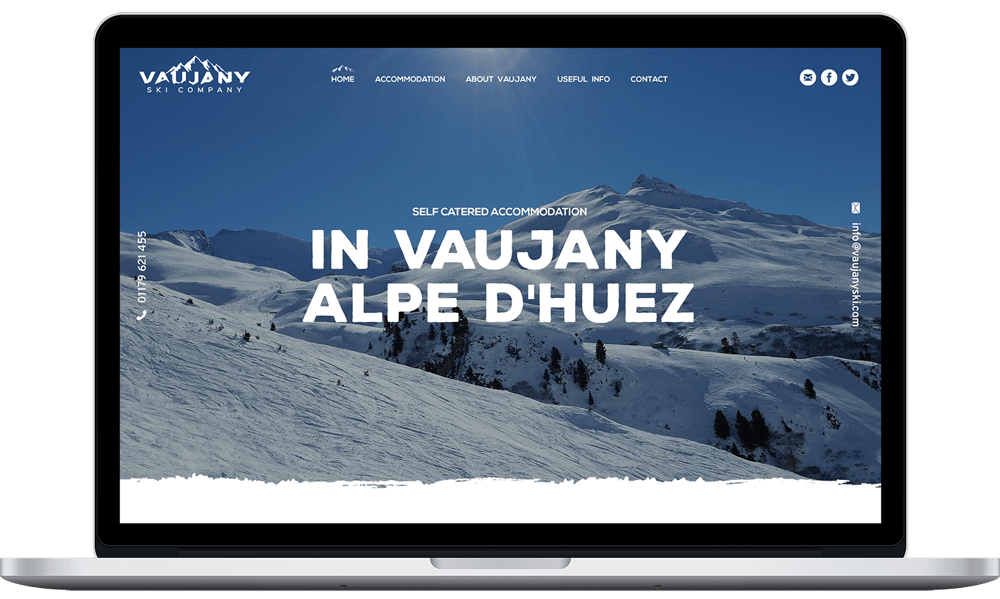 VAUJANY
SKI COMPANY
HOME ACCOMMODATION ABOUT VAUJANY USEFUL INFO CONTACT
SELF CATERED ACCOMMODATION
IN VAUJANY
ALPE D'HUEZ
01179 621 455
info@vaujanyski.com